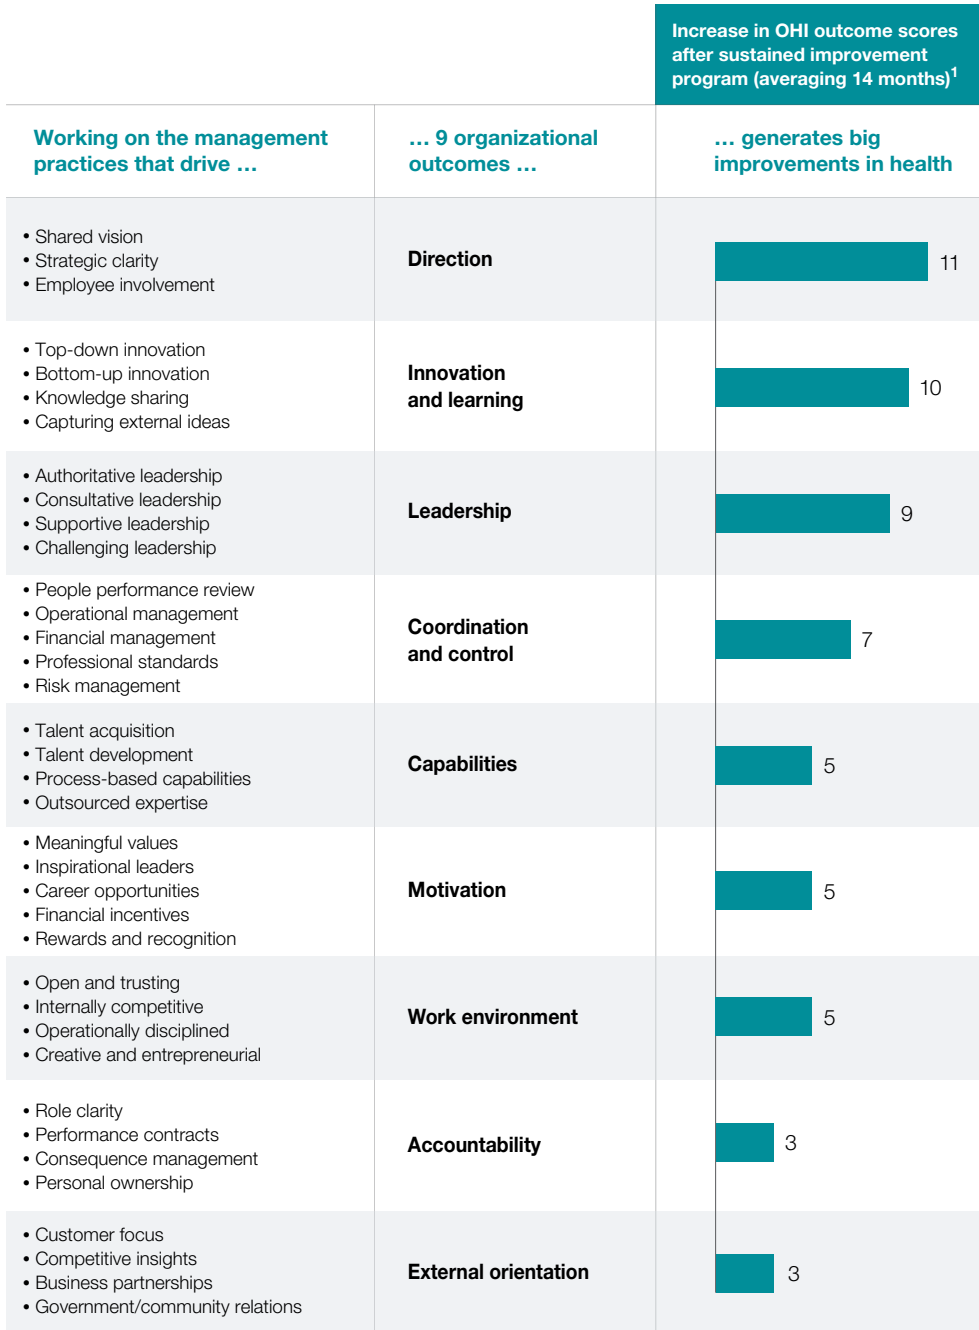 Increase in OHI outcome scores
after sustained improvement
program (averaging 14 months)1
Working on the management
practices that drive …
… 9 organizational
outcomes …
… generates big
improvements in health
• Shared vision
• Strategic clarity
• Employee involvement
Direction
11
• Top-down innovation
• Bottom-up innovation
• Knowledge sharing
• Capturing external ideas
Innovation
and learning
10
• Authoritative leadership
• Consultative leadership
• Supportive leadership
• Challenging leadership
Leadership
9
• People performance review
• Operational management
• Financial management
• Professional standards
• Risk management
Coordination
and control
7
• Talent acquisition
• Talent development
• Process-based capabilities
• Outsourced expertise
Capabilities
5
• Meaningful values
• Inspirational leaders
• Career opportunities
• Financial incentives
• Rewards and recognition
Motivation
5
• Open and trusting
• Internally competitive
• Operationally disciplined
• Creative and entrepreneurial
Work environment
5
• Role clarity
• Performance contracts
• Consequence management
• Personal ownership
Accountability
3
• Customer focus
• Competitive insights
• Business partnerships
• Government/community relations
External orientation
3